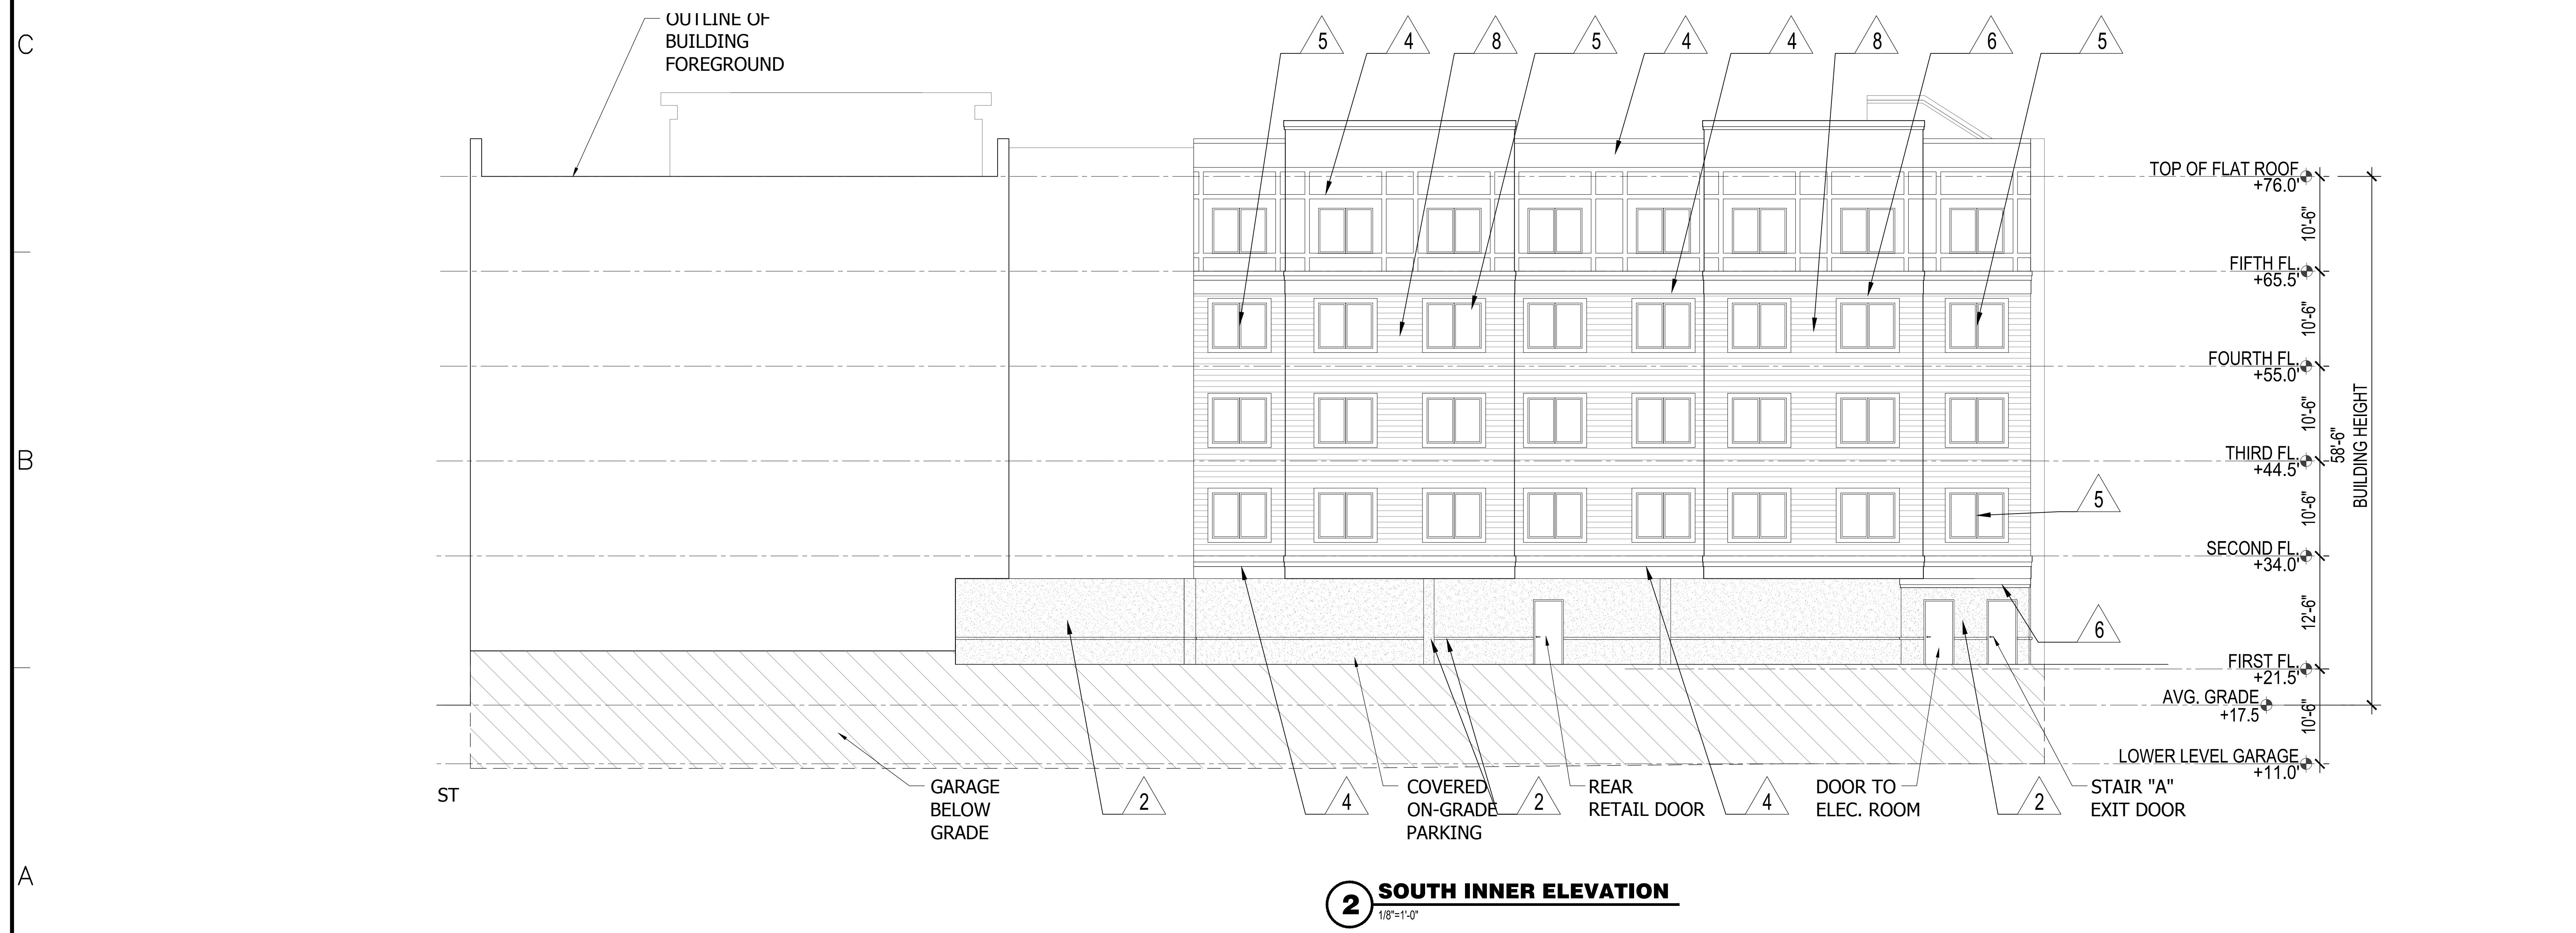 C
OUTLINE OF
BUILDING
FOREGROUND
5
4
8
5
4
4
8
6
5
TOP OF FLAT ROOF
+76.0'
10'-6"
FIFTH FL.
+65.5'
10'-6"
FOURTH FL.
+55.0'
10'-6"
BUILDING HEIGHT
58'-6"
B
THIRD FL.
+44.5'
10'-6"
5
SECOND FL.
+34.0'
12'-6"
6
FIRST FL.
+21.5'
AVG. GRADE
+17.5
10'-6"
LOWER LEVEL GARAGE
+11.0'
ST
GARAGE
BELOW
GRADE
2
4
COVERED
ON-GRADE
PARKING
2
REAR
RETAIL DOOR
4
DOOR TO
ELEC. ROOM
2
STAIR "A"
EXIT DOOR
A
2 SOUTH INNER ELEVATION
1/8"=1'-0"